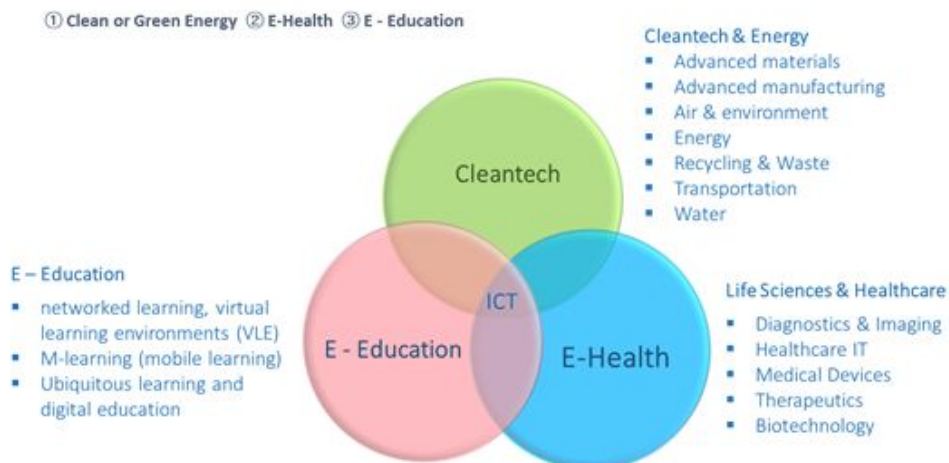 ① Clean or Green Energy ② E-Health ③ E - Education
Cleantech & Energy
▪ Advanced materials
▪ Advanced manufacturing
▪ Air & environment
▪ Energy
▪ Recycling & Waste
▪ Transportation
▪ Water
Cleantech
E – Education
▪ networked learning, virtual
learning environments (VLE)
▪ M-learning (mobile learning)
▪ Ubiquitous learning and
digital education
ICT
E - Education
E-Health
Life Sciences & Healthcare
▪ Diagnostics & Imaging
▪ Healthcare IT
▪ Medical Devices
▪ Therapeutics
▪ Biotechnology